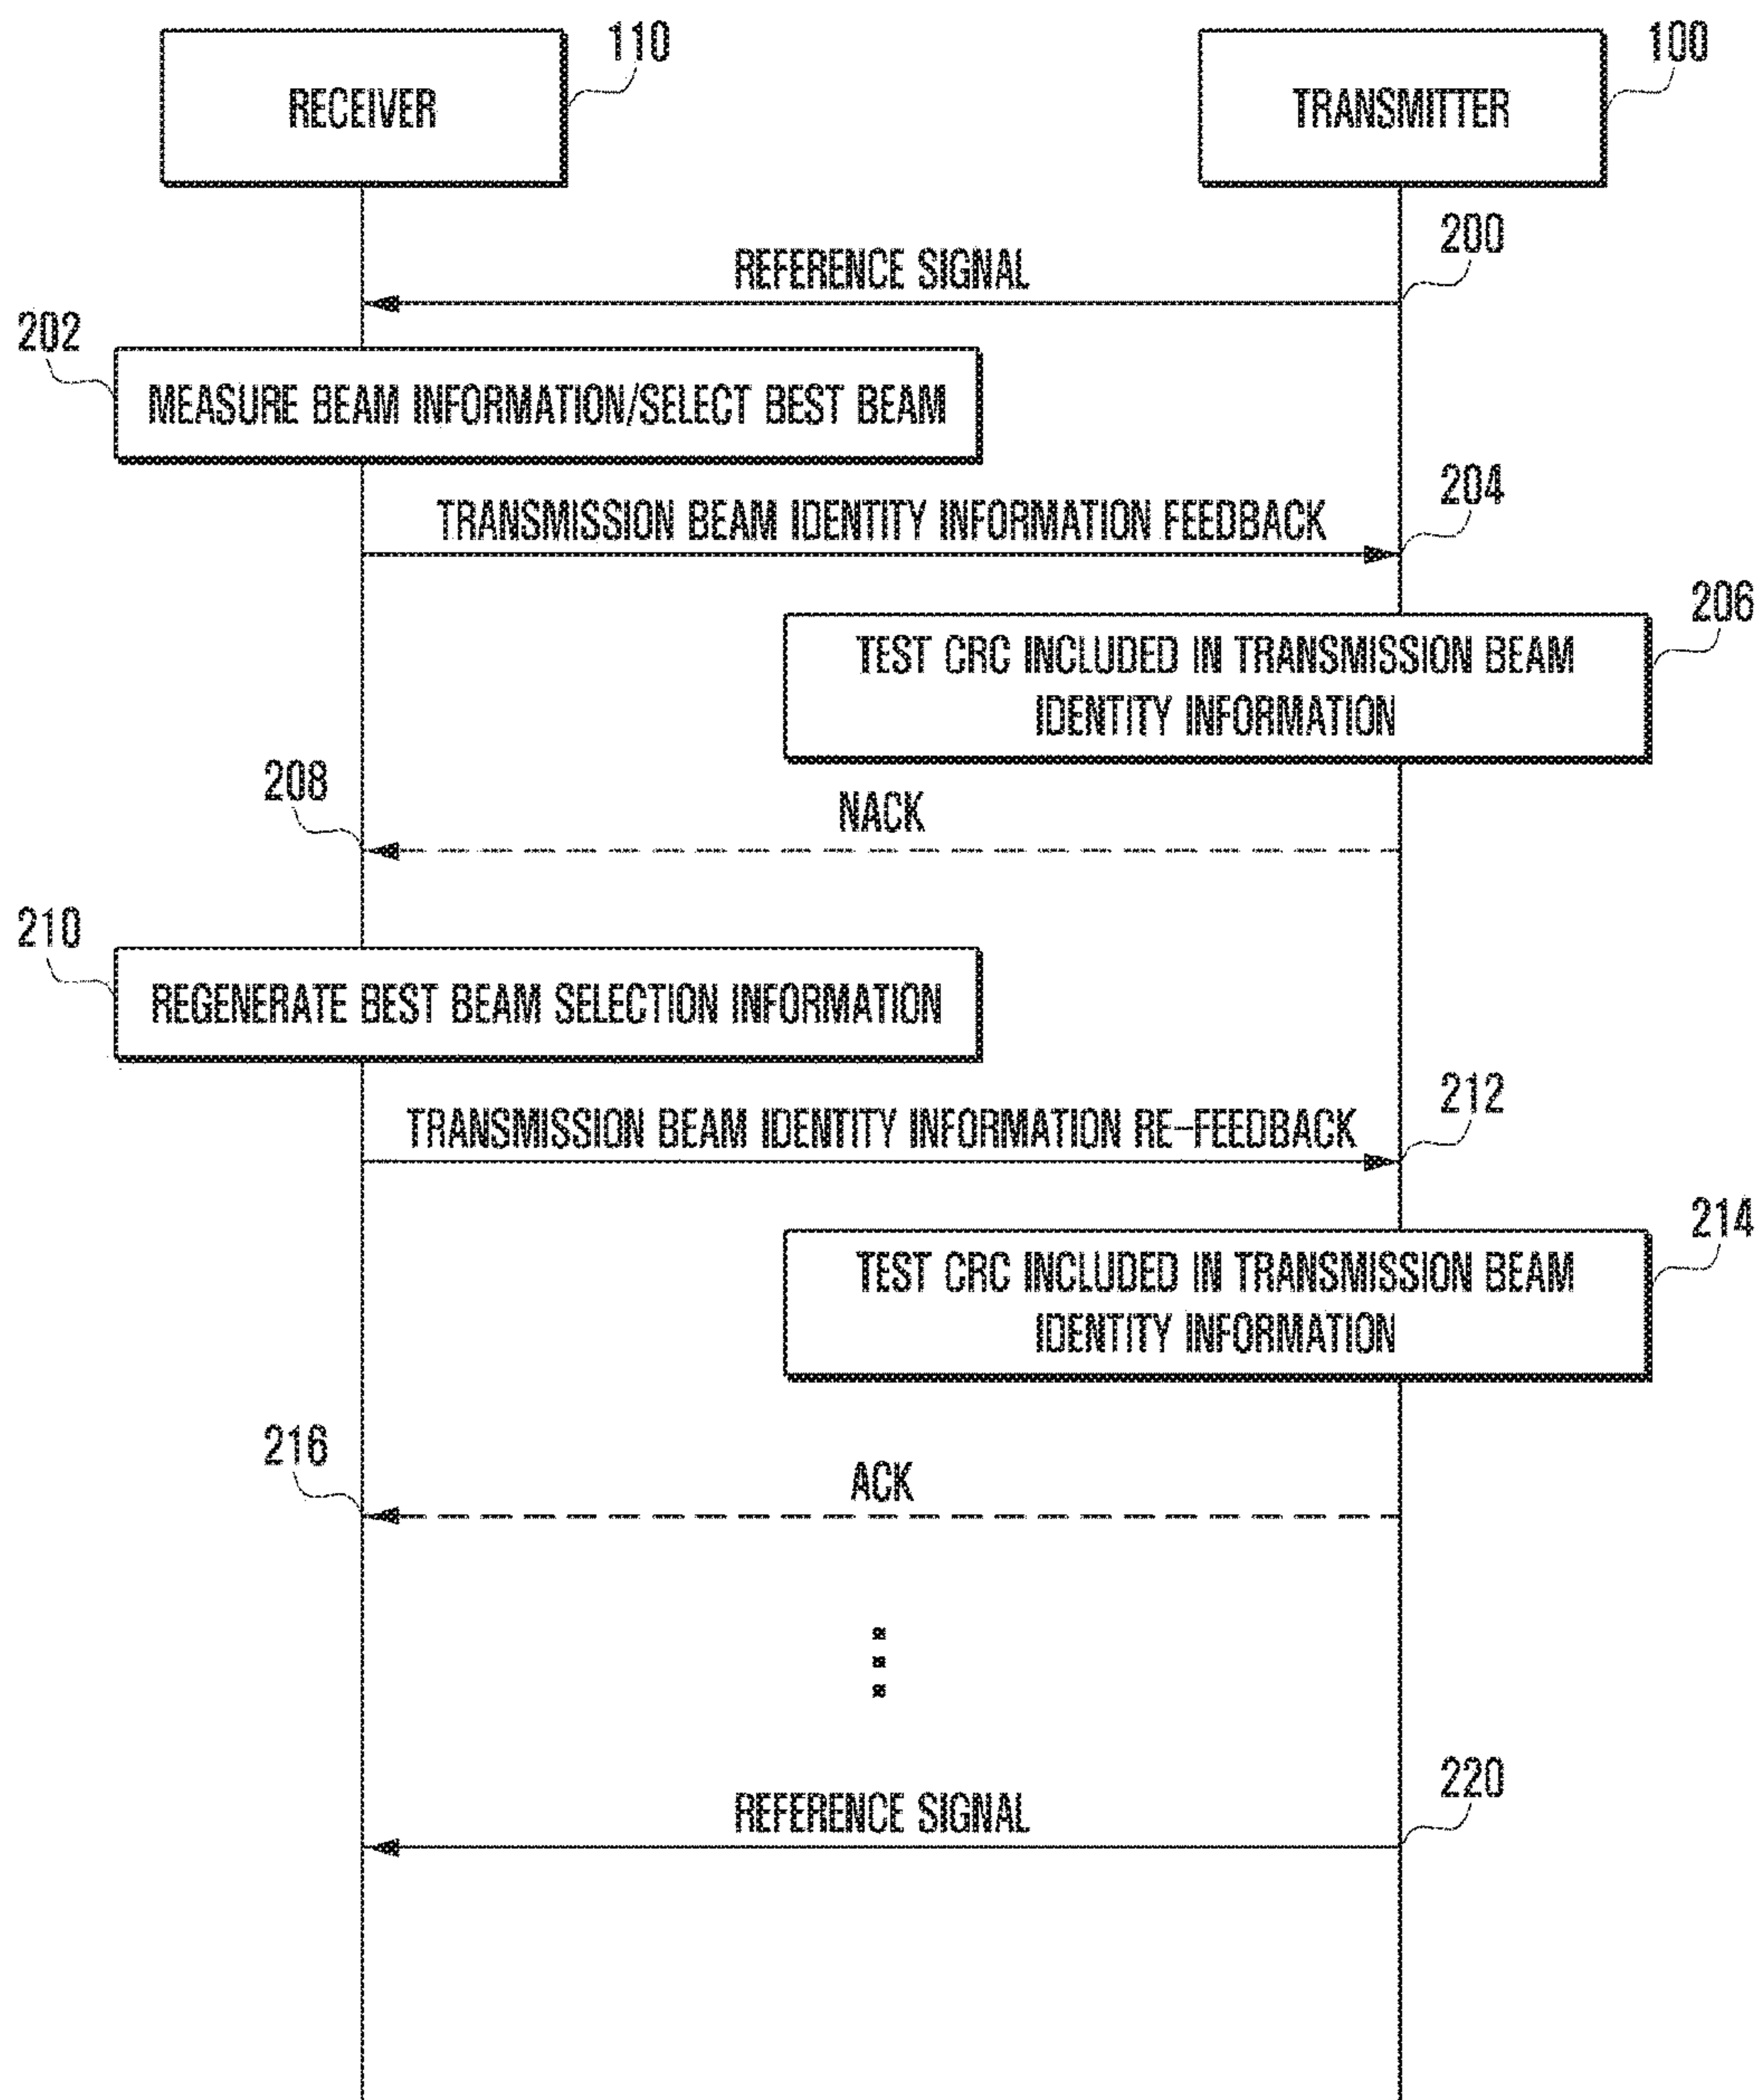 110
100
RECEIVER
TRANSMITTER
200
REFERENCE SIGNAL
202
MEASURE BEAM INFORMATION/SELECT BEST BEAM
204
TRANSMISSION BEAM IDENTITY INFORMATION FEEDBACK
206
TEST CRC INCLUDED IN TRANSMISSION BEAM
IDENTITY INFORMATION
208
NACK
210
REGENERATE BEST BEAM SELECTION INFORMATION
212
TRANSMISSION BEAM IDENTITY INFORMATION RE-FEEDBACK
214
TEST CRC INCLUDED IN TRANSMISSION BEAM
IDENTITY INFORMATION
216
ACK
220
REFERENCE SIGNAL